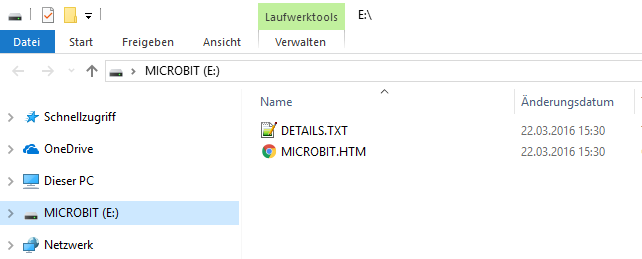 Laufwerktools E:\
Datei Start Freigeben Ansicht Verwalten
MICROBIT (E:)
Name Änderungsdatum
Schnellzugriff
DETAILS.TXT 22.03.2016 15:30
OneDrive
MICROBIT.HTM 22.03.2016 15:30
Dieser PC
MICROBIT (E:)
Netzwerk